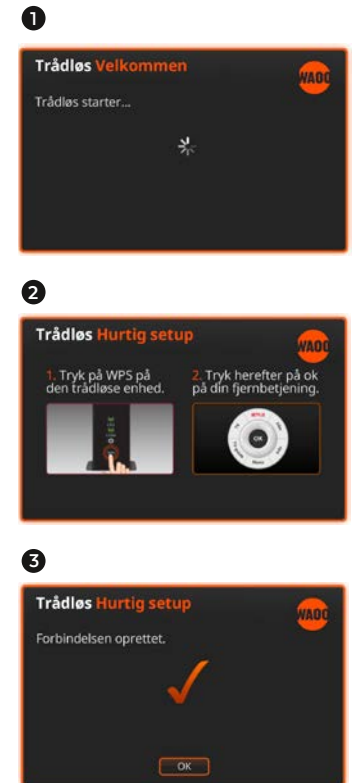 1
Trådløs Velkommen
WAOO
Trådløs starter...
2
Trådløs Hurtig setup
WAOO
1. Tryk på WPS på
den trådløse enhed.
2. Tryk herefter på ok
på din fjernbetjening.
OK
3
Trådløs Hurtig setup
WAOO
Forbindelsen oprettet.
OK